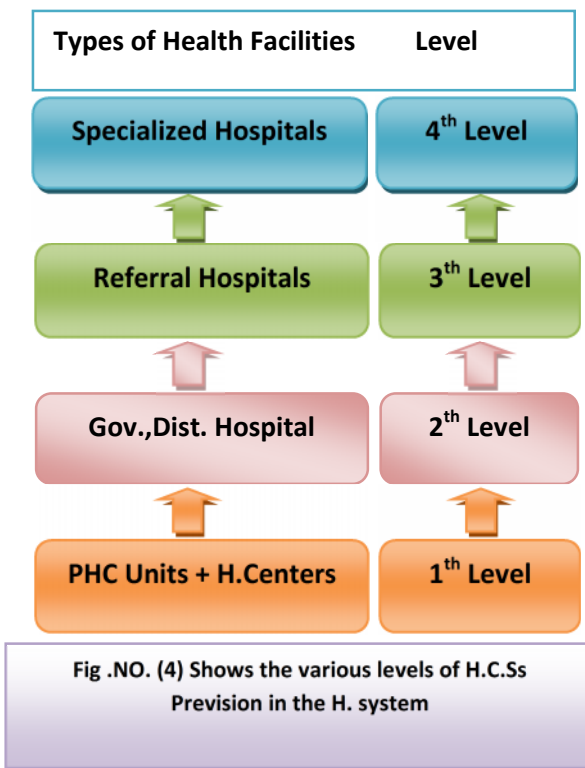 Types of Health Facilities Level
Specialized Hospitals 4th Level
Referral Hospitals 3th Level
Gov.,Dist. Hospital 2th Level
PHC Units + H.Centers 1th Level
Fig .NO. (4) Shows the various levels of H.C.Ss
Prevision in the H. system